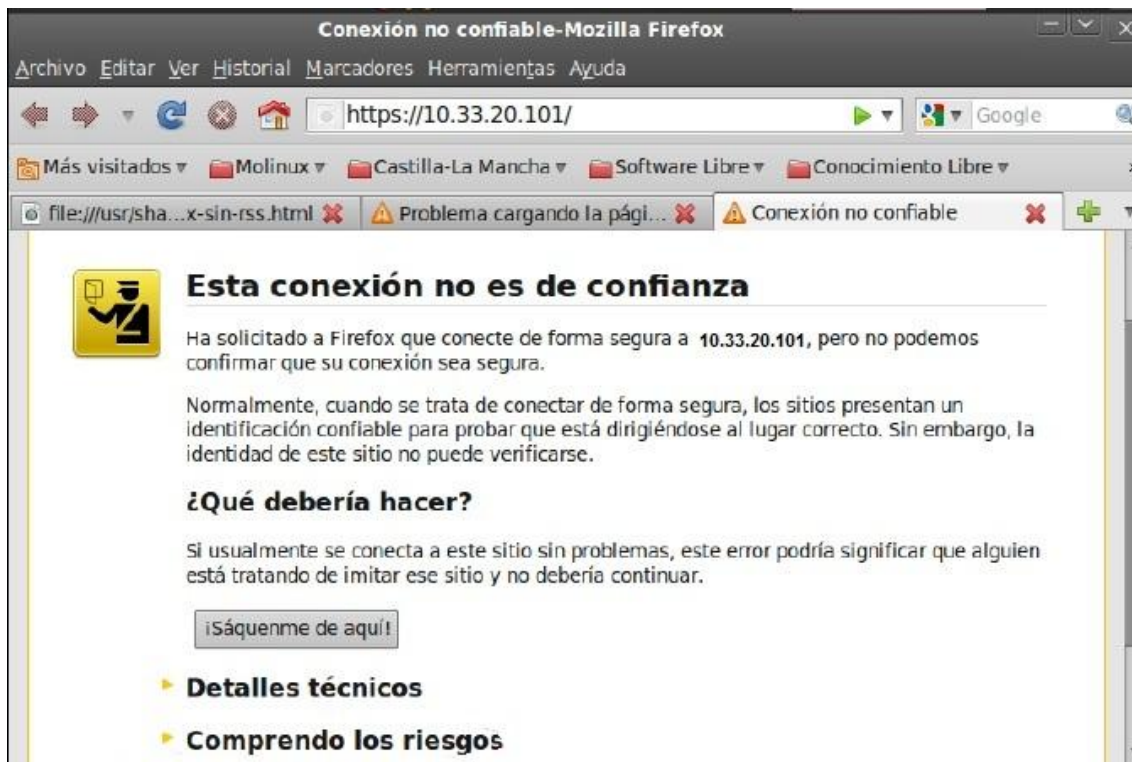 Conexión no confiable-Mozilla Firefox
Archivo Editar Ver Historial Marcadores Herramientas Ayuda
https://10.33.20.101/ Google
Más visitados Molinux Castilla-La Mancha Software Libre Conocimiento Libre
file:///usr/sha...x-sin-rss.html Problema cargando la pági... Conexión no confiable
Esta conexión no es de confianza
Ha solicitado a Firefox que conecte de forma segura a 10.33.20.101, pero no podemos
confirmar que su conexión sea segura.
Normalmente, cuando se trata de conectar de forma segura, los sitios presentan un
identificación confiable para probar que está dirigiéndose al lugar correcto. Sin embargo, la
identidad de este sitio no puede verificarse.
¿Qué debería hacer?
Si usualmente se conecta a este sitio sin problemas, este error podría significar que alguien
está tratando de imitar ese sitio y no debería continuar.
¡Sáquenme de aquí!
Detalles técnicos
Comprendo los riesgos